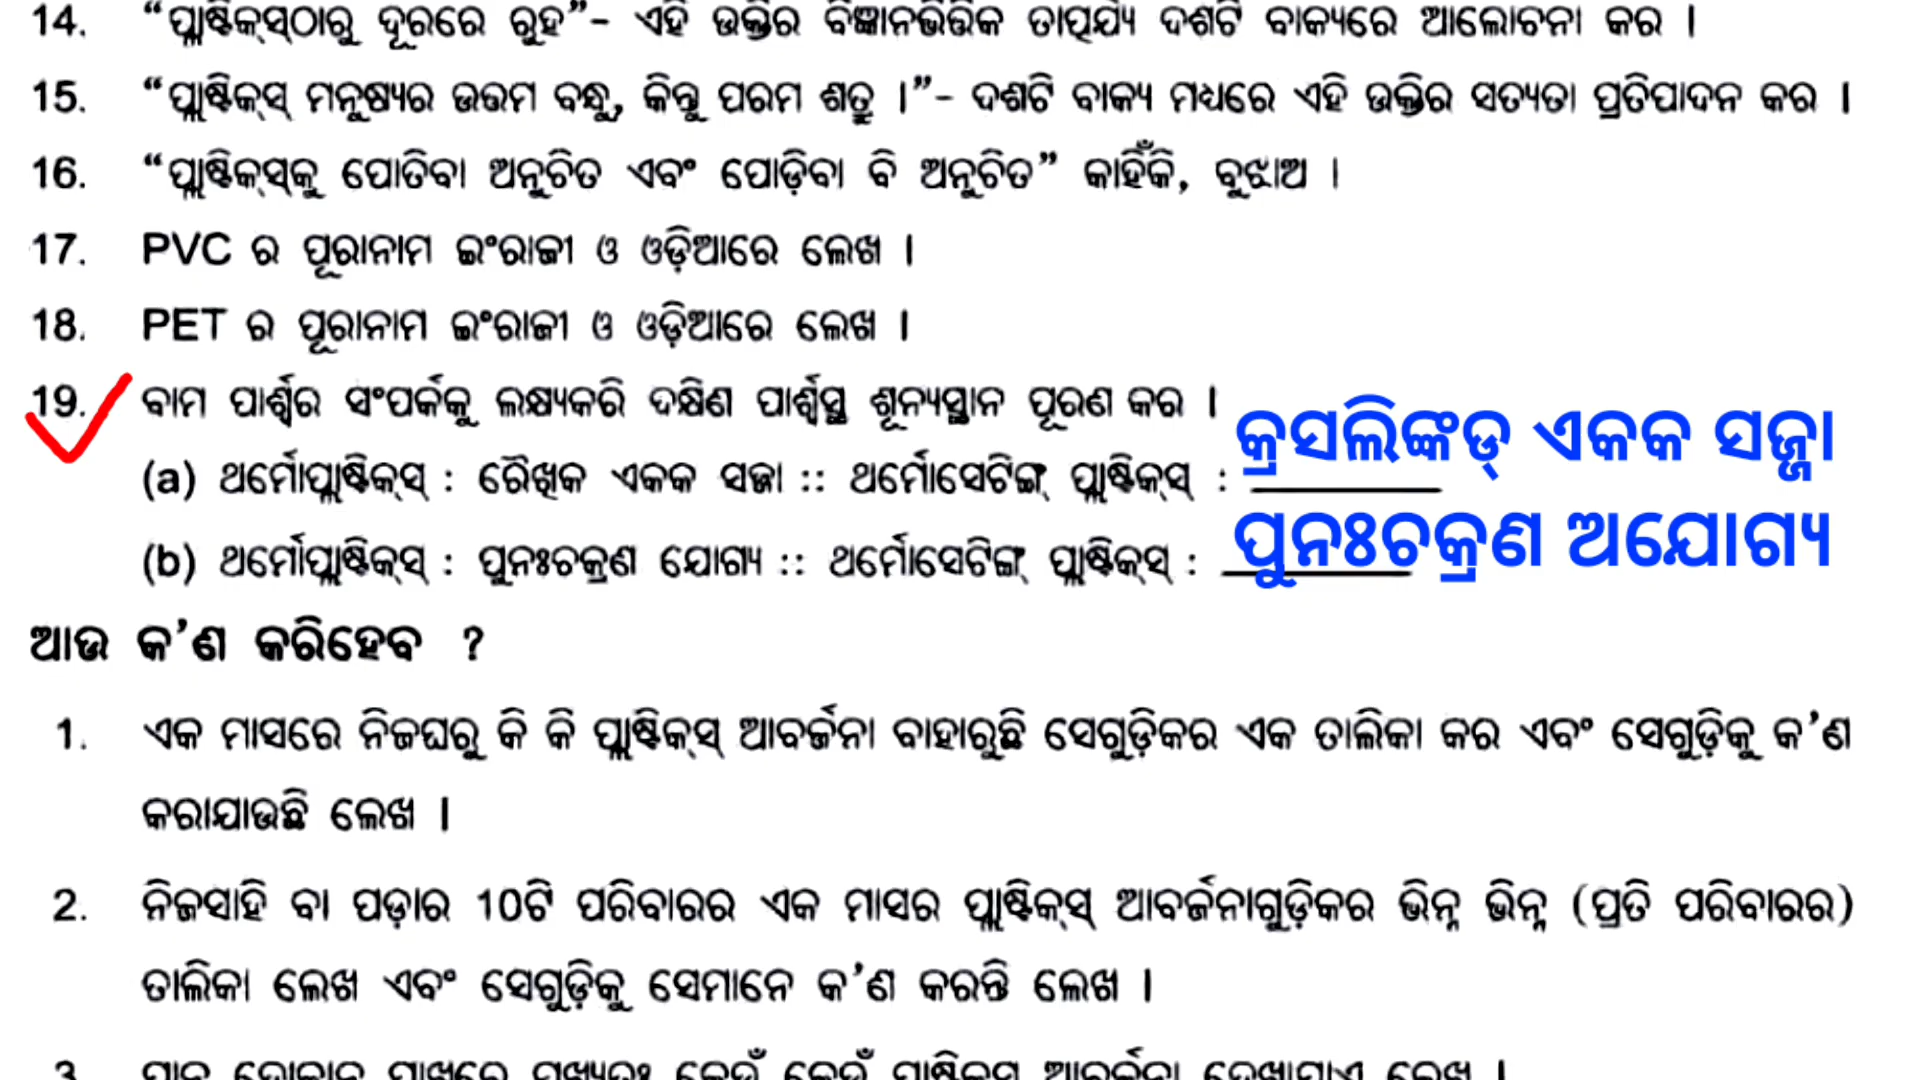 14. “ପ୍ଲାଷ୍ଟିକ୍‌ସ୍‌ଠାରୁ ଦୂରରେ ରୁହ”- ଏହି ଉକ୍ତିର ବିଜ୍ଞାନଭିତ୍ତିକ ତାତ୍ପର୍ଯ୍ୟ ଦଶଟି ବାକ୍ୟରେ ଆଲୋଚନା କର ।
15. “ପ୍ଲାଷ୍ଟିକ୍‌ସ୍ ମନୁଷ୍ୟର ଉତ୍ତମ ବନ୍ଧୁ, କିନ୍ତୁ ପରମ ଶତ୍ରୁ ।”- ଦଶଟି ବାକ୍ୟ ମଧ୍ୟରେ ଏହି ଉକ୍ତିର ସତ୍ୟତା ପ୍ରତିପାଦନ କର ।
16. “ପ୍ଲାଷ୍ଟିକ୍‌ସ୍‌କୁ ପୋତିବା ଅନୁଚିତ ଏବଂ ପୋଡ଼ିବା ବି ଅନୁଚିତ” କାହିଁକି, ବୁଝାଅ ।
17. PVC ର ପୂରାନାମ ଇଂରାଜୀ ଓ ଓଡ଼ିଆରେ ଲେଖ ।
18. PET ର ପୂରାନାମ ଇଂରାଜୀ ଓ ଓଡ଼ିଆରେ ଲେଖ ।
19. ବାମ ପାର୍ଶ୍ୱର ସଂପର୍କକୁ ଲକ୍ଷ୍ୟକରି ଦକ୍ଷିଣ ପାର୍ଶ୍ୱସ୍ଥ ଶୂନ୍ୟସ୍ଥାନ ପୂରଣ କର ।
(a) ଥର୍ମୋପ୍ଲାଷ୍ଟିକ୍‌ସ୍ : ରୈଖିକ ଏକକ ସଜ୍ଜା :: ଥର୍ମୋସେଟିଙ୍ଗ୍ ପ୍ଲାଷ୍ଟିକ୍‌ସ୍ : କ୍ରସଲିଙ୍କଡ୍ ଏକକ ସଜ୍ଜା
(b) ଥର୍ମୋପ୍ଲାଷ୍ଟିକ୍‌ସ୍ : ପୁନଃଚକ୍ରଣ ଯୋଗ୍ୟ :: ଥର୍ମୋସେଟିଙ୍ଗ୍ ପ୍ଲାଷ୍ଟିକ୍‌ସ୍ : ପୁନଃଚକ୍ରଣ ଅଯୋଗ୍ୟ
ଆଉ କ’ଣ କରିହେବ ?
1. ଏକ ମାସରେ ନିଜଘରୁ କି କି ପ୍ଲାଷ୍ଟିକ୍‌ସ୍ ଆବର୍ଜନା ବାହାରୁଛି ସେଗୁଡ଼ିକର ଏକ ତାଲିକା କର ଏବଂ ସେଗୁଡ଼ିକୁ କ’ଣ
କରାଯାଉଛି ଲେଖ ।
2. ନିଜସାହି ବା ପଡ଼ାର 10ଟି ପରିବାରର ଏକ ମାସର ପ୍ଲାଷ୍ଟିକ୍‌ସ୍ ଆବର୍ଜନାଗୁଡ଼ିକର ଭିନ୍ନ ଭିନ୍ନ (ପ୍ରତି ପରିବାରର)
ତାଲିକା ଲେଖ ଏବଂ ସେଗୁଡ଼ିକୁ ସେମାନେ କ’ଣ କରନ୍ତି ଲେଖ ।
3. ପାନ ଦୋକାନ ପାଖରେ ମୁଖ୍ୟତଃ କେଉଁ କେଉଁ ପ୍ଲାଷ୍ଟିକ୍‌ସ୍ ଆବର୍ଜନା ଦେଖାଯାଏ ଲେଖ ।